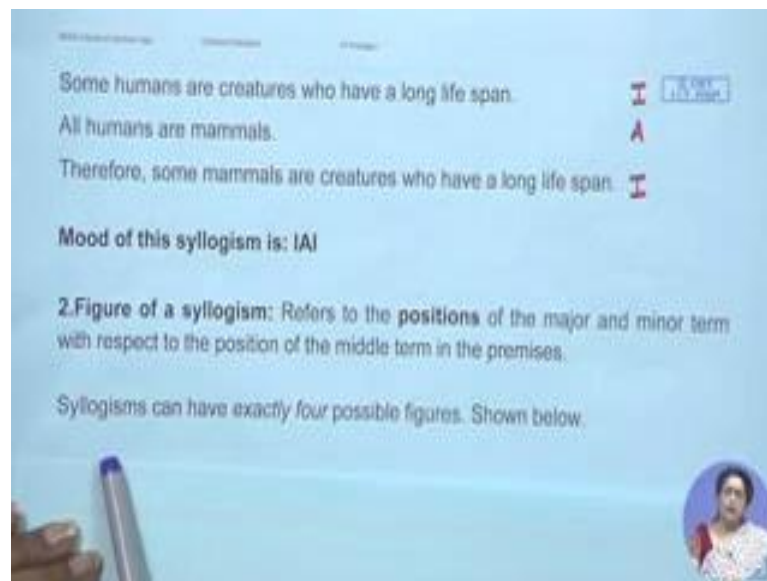 Some humans are creatures who have a long life span. I
All humans are mammals. A
Therefore, some mammals are creatures who have a long life span. I
Mood of this syllogism is: IAI
2.Figure of a syllogism: Refers to the positions of the major and minor term
with respect to the position of the middle term in the premises.
Syllogisms can have exactly four possible figures. Shown below.